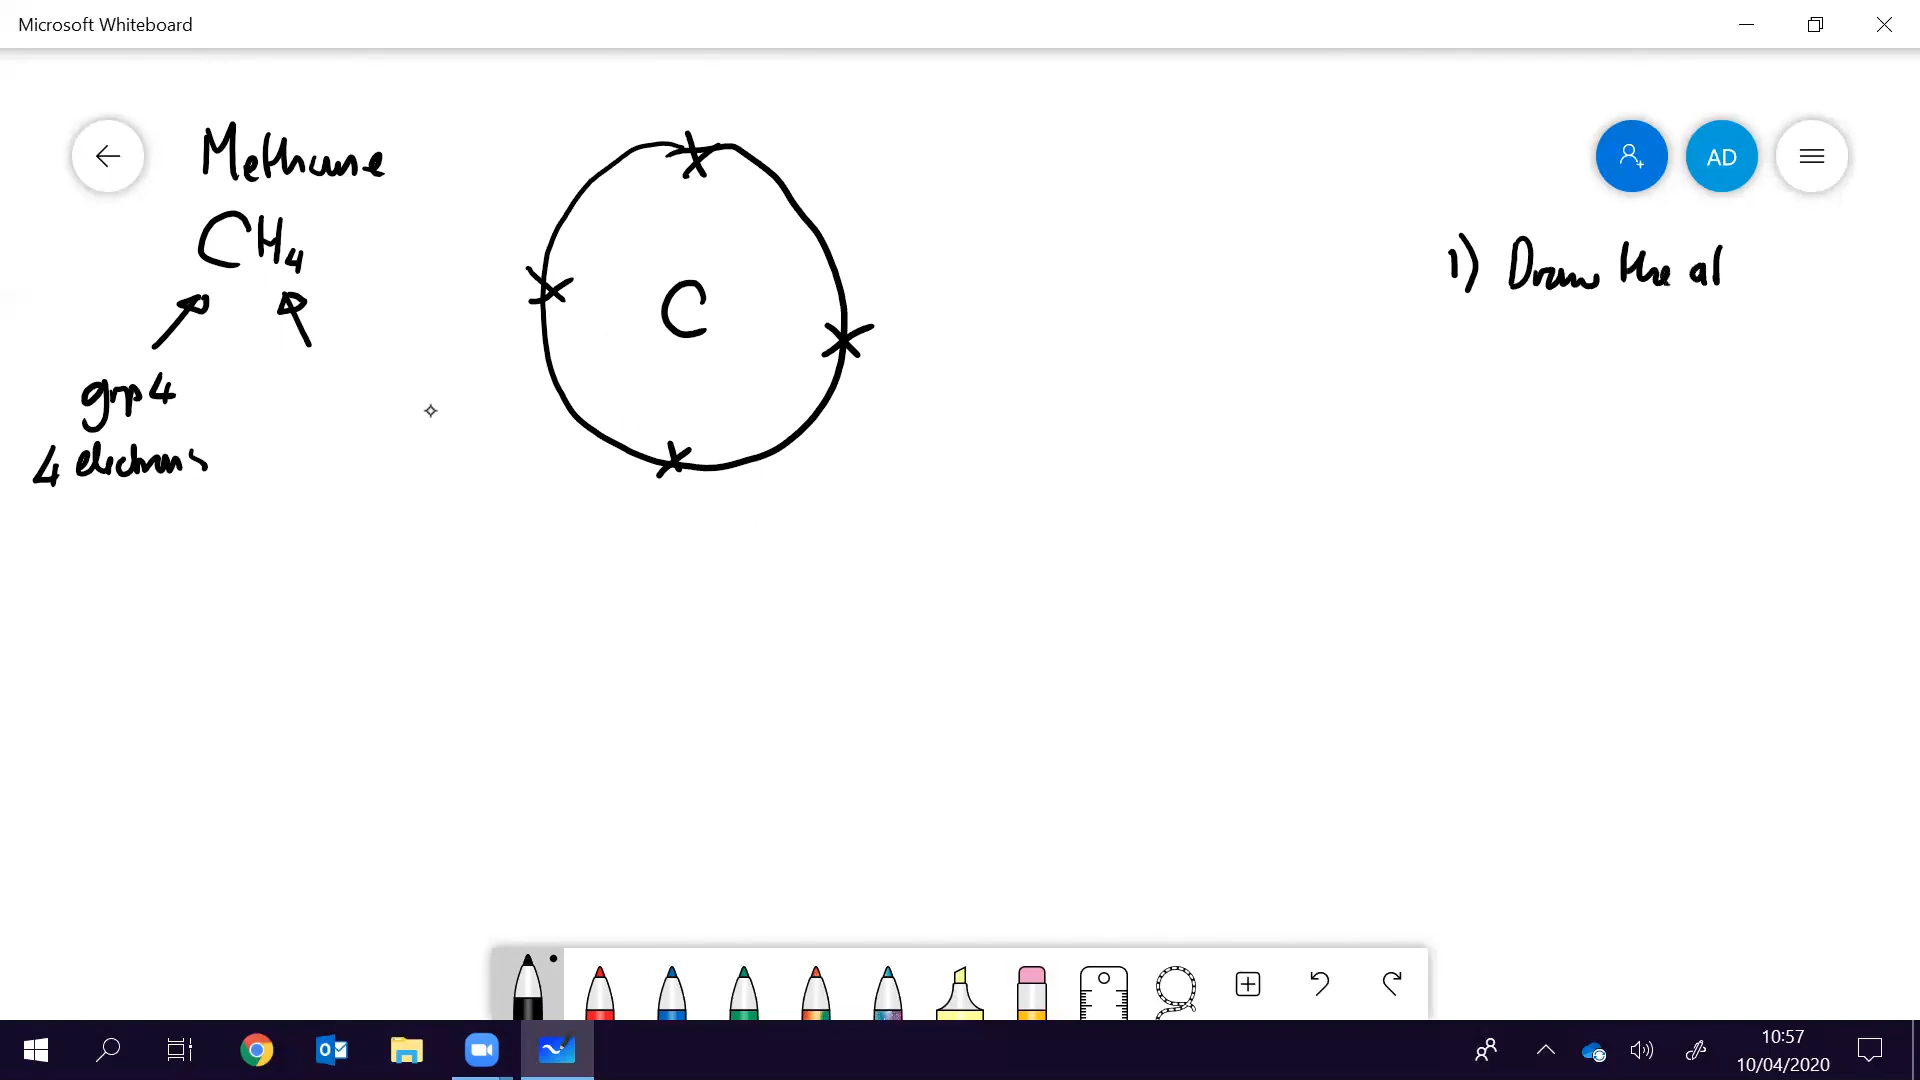 Microsoft Whiteboard
Methane
CH4
grp 4
4 electrons
C
AD
1) Draw the al
10:57
10/04/2020